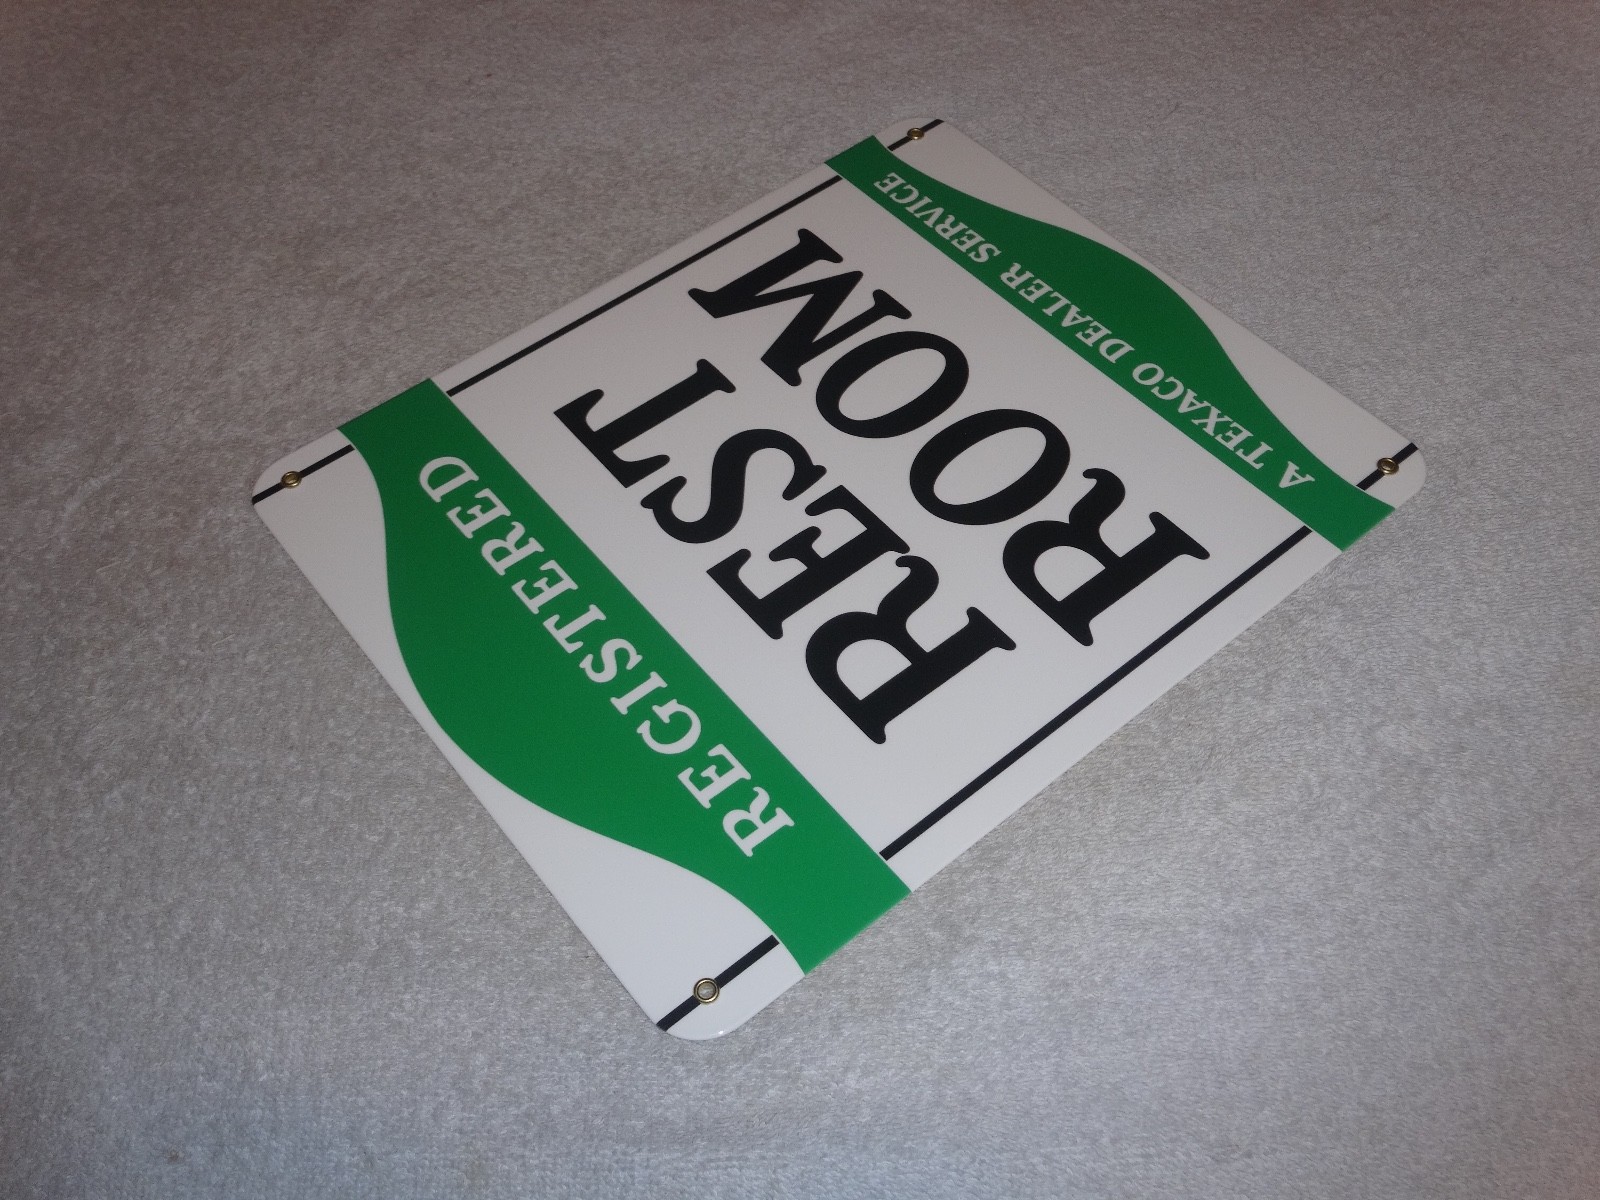 REGISTERED
REST
ROOM
A TEXACO DEALER SERVICE